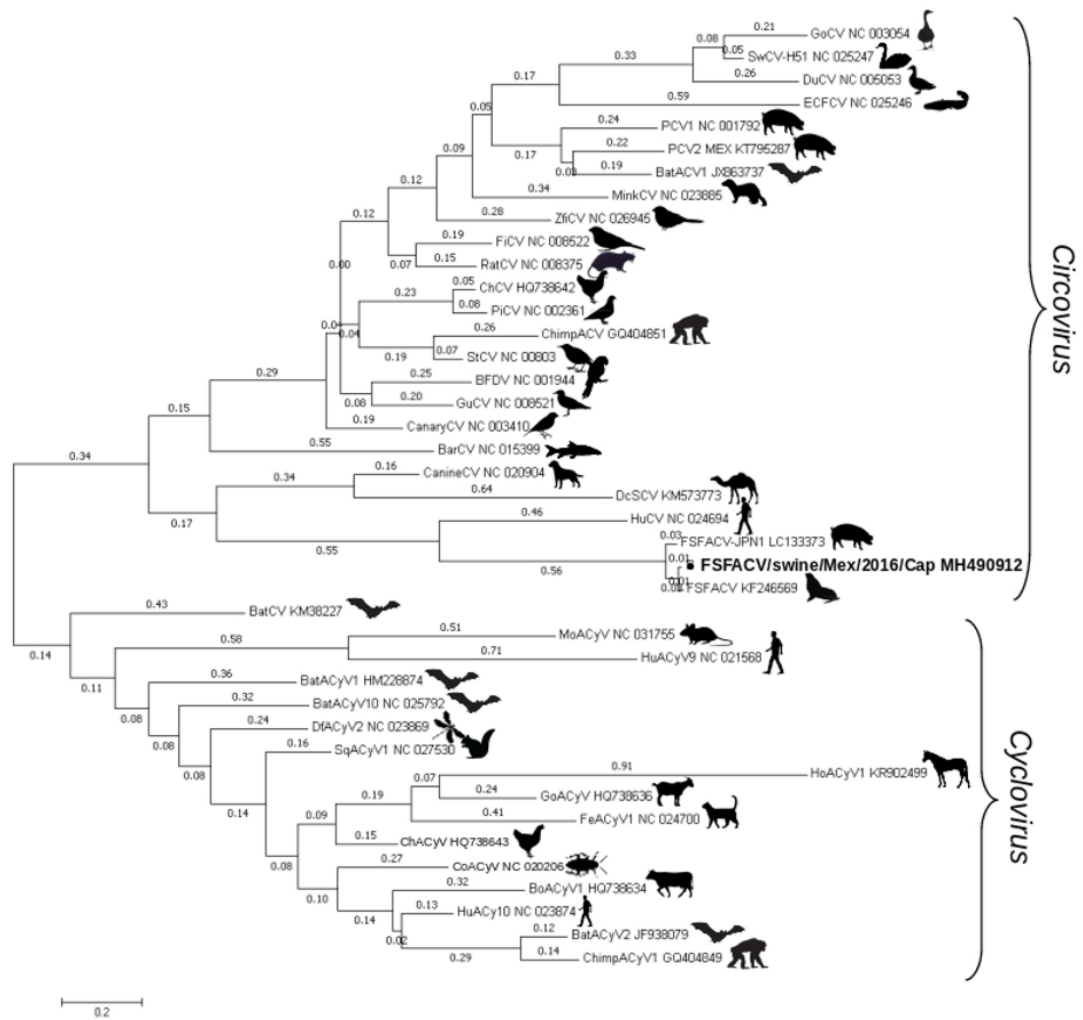 0.21
GoCV NC 003054
0.08
0.05
SwCV-H51 NC 025247
0.33
0.26
DuCV NC 005053
0.17
0.59
ECFCV NC 025246
0.05
0.24
PCV1 NC 001792
0.17
0.22
PCV2 MEX KT795287
0.09
0.19
BatACV1 JX863737
0.03
0.34
MinkCV NC 023885
0.12
0.28
ZfiCV NC 026945
0.12
0.19
FiCV NC 008522
0.07
0.15
RatCV NC 008375
0.00
0.05
ChCV HQ738642
0.23
0.08
PiCV NC 002361
0.04
0.04
0.26
ChimpACV GQ404851
0.19
0.07
StCV NC 00803
0.29
0.25
BFDV NC 001944
0.08
0.20
GuCV NC 008521
0.15
0.19
CanaryCV NC 003410
0.55
BarCV NC 015399
0.34
0.16
CanineCV NC 020904
0.34
0.64
DcSCV KM573773
0.17
0.46
HuCV NC 024694
0.55
0.03
FSFACV-JPN1 LC133373
0.56
0.01
FSFACV/swine/Mex/2016/Cap MH490912
0.01
FSFACV KF246569
Circovirus
0.43
BatCV KM38227
0.14
0.58
0.51
MoACyV NC 031755
0.71
HuACyV9 NC 021568
0.11
0.36
BatACyV1 HM228874
0.08
0.32
BatACyV10 NC 025792
0.08
0.24
DfACyV2 NC 023869
0.08
0.16
SqACyV1 NC 027530
0.14
0.91
HoACyV1 KR902499
0.07
0.24
GoACyV HQ738636
0.19
0.41
FeACyV1 NC 024700
0.09
0.15
ChACyV HQ738643
0.08
0.27
CoACyV NC 020206
0.10
0.32
BoACyV1 HQ738634
0.14
0.13
HuACy10 NC 023874
0.02
0.12
BatACyV2 JF938079
0.29
0.14
ChimpACyV1 GQ404849
Cyclovirus
0.2